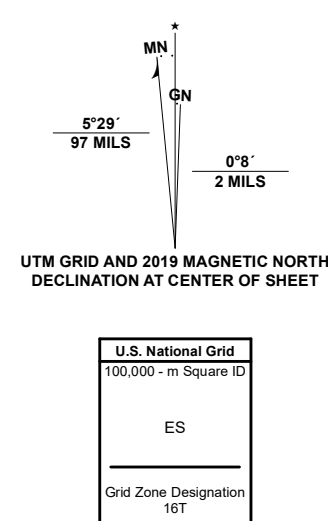 ★
MN
GN
5°29´
97 MILS
0°8´
2 MILS
UTM GRID AND 2019 MAGNETIC NORTH
DECLINATION AT CENTER OF SHEET
U.S. National Grid
100,000 - m Square ID
ES
Grid Zone Designation
16T